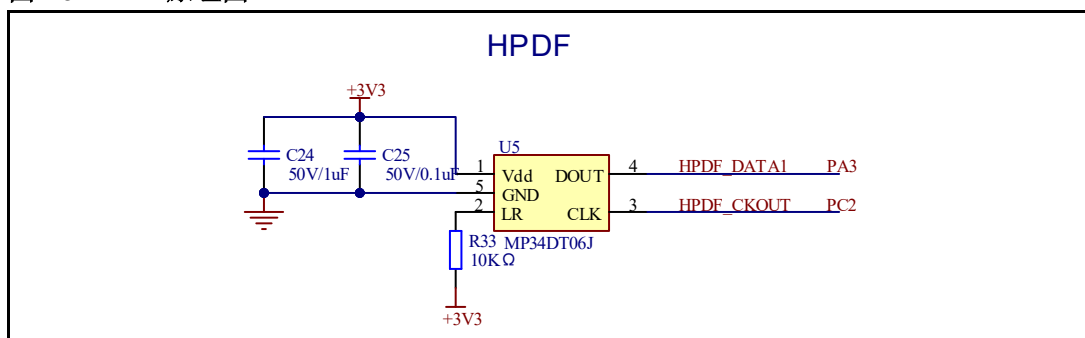 HPDF
+3V3
C24
50V/1uF
C25
50V/0.1uF
U5
1
Vdd
5
GND
2
LR
DOUT
4
CLK
3
MP34DT06J
HPDF_DATA1
PA3
HPDF_CKOUT
PC2
R33
10KΩ
+3V3